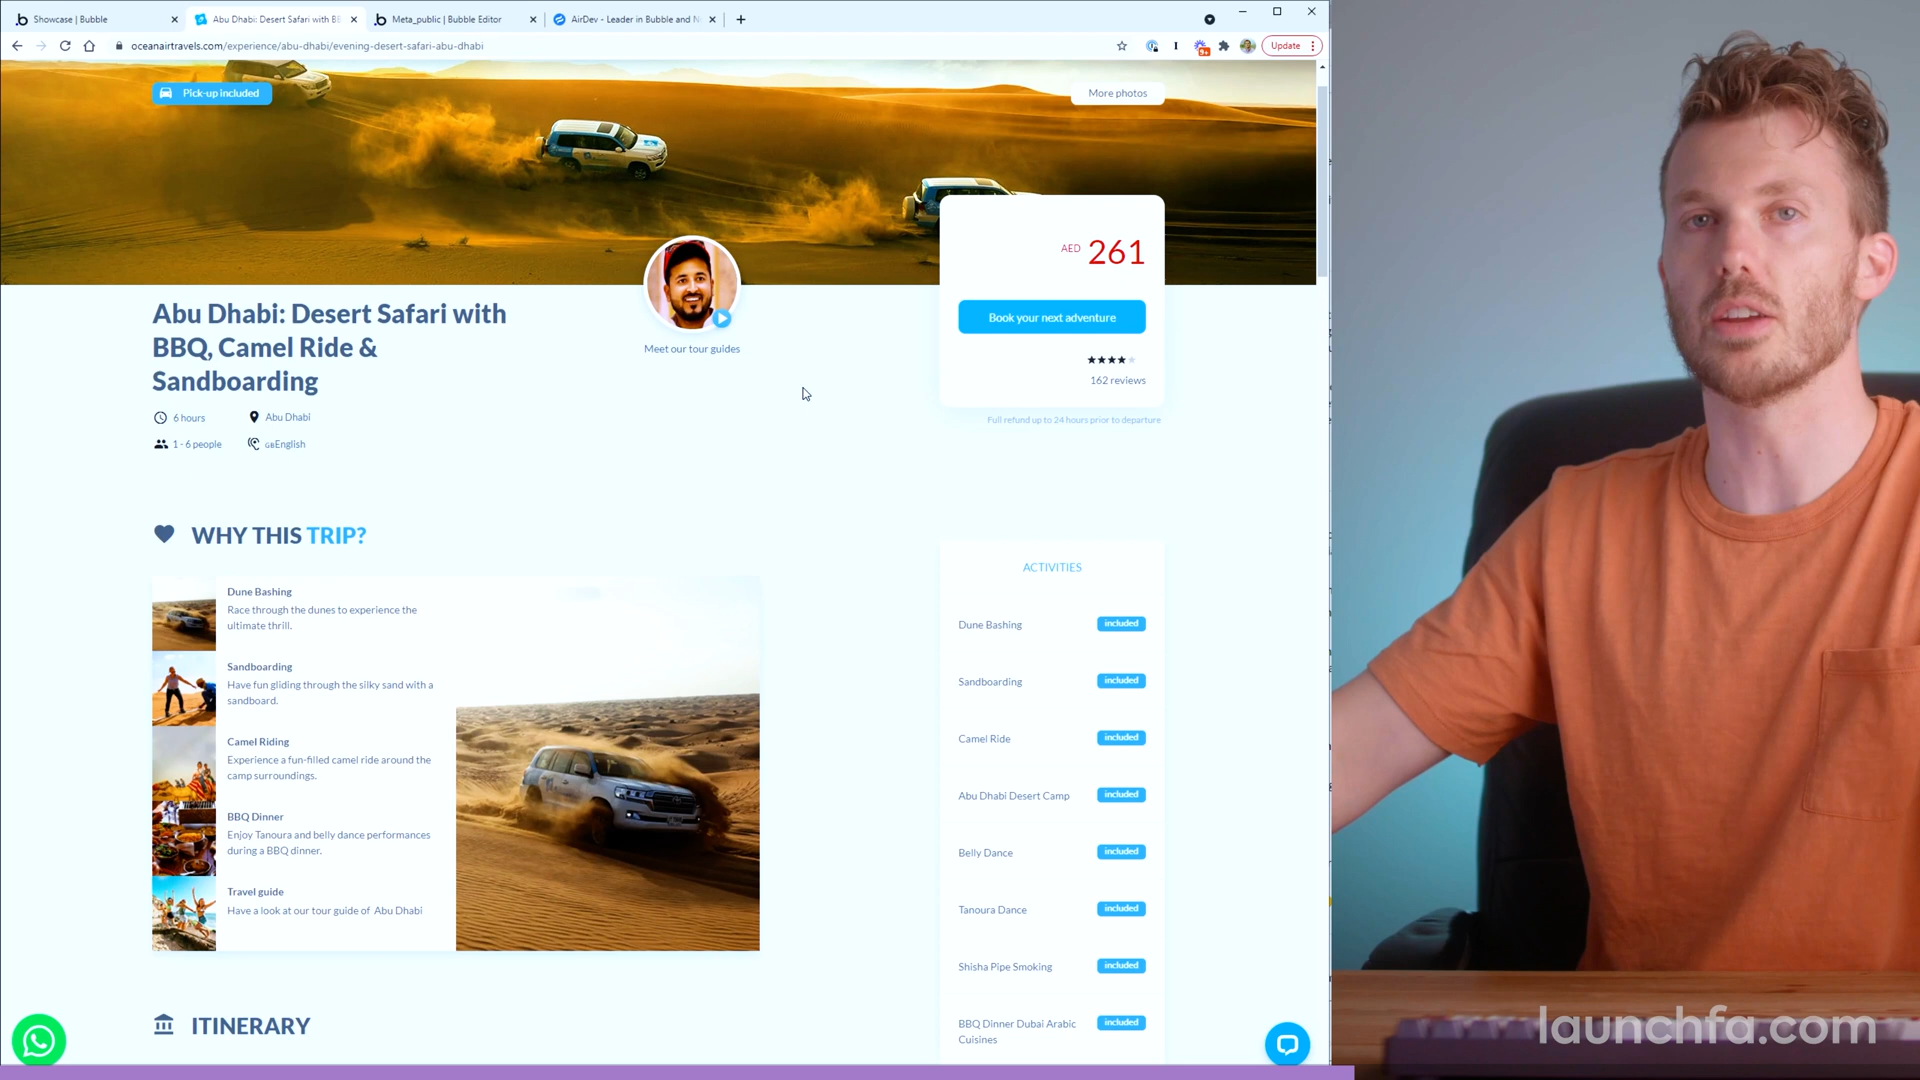 Showcase | Bubble
Abu Dhabi: Desert Safari with BB
Meta_public | Bubble Editor
AirDev - Leader in Bubble and N
oceanairtravels.com/experience/abu-dhabi/evening-desert-safari-abu-dhabi
9+
Update
Pick-up included
More photos
AED 261
Book your next adventure
162 reviews
Full refund up to 24 hours prior to departure
Abu Dhabi: Desert Safari with
BBQ, Camel Ride &
Sandboarding
Meet our tour guides
6 hours
Abu Dhabi
1 - 6 people
GBEnglish
WHY THIS TRIP?
Dune Bashing
Race through the dunes to experience the
ultimate thrill.
Sandboarding
Have fun gliding through the silky sand with a
sandboard.
Camel Riding
Experience a fun-filled camel ride around the
camp surroundings.
BBQ Dinner
Enjoy Tanoura and belly dance performances
during a BBQ dinner.
Travel guide
Have a look at our tour guide of Abu Dhabi
ITINERARY
ACTIVITIES
Dune Bashing included
Sandboarding included
Camel Ride included
Abu Dhabi Desert Camp included
Belly Dance included
Tanoura Dance included
Shisha Pipe Smoking included
BBQ Dinner Dubai Arabic included
Cuisines
launchfa.com